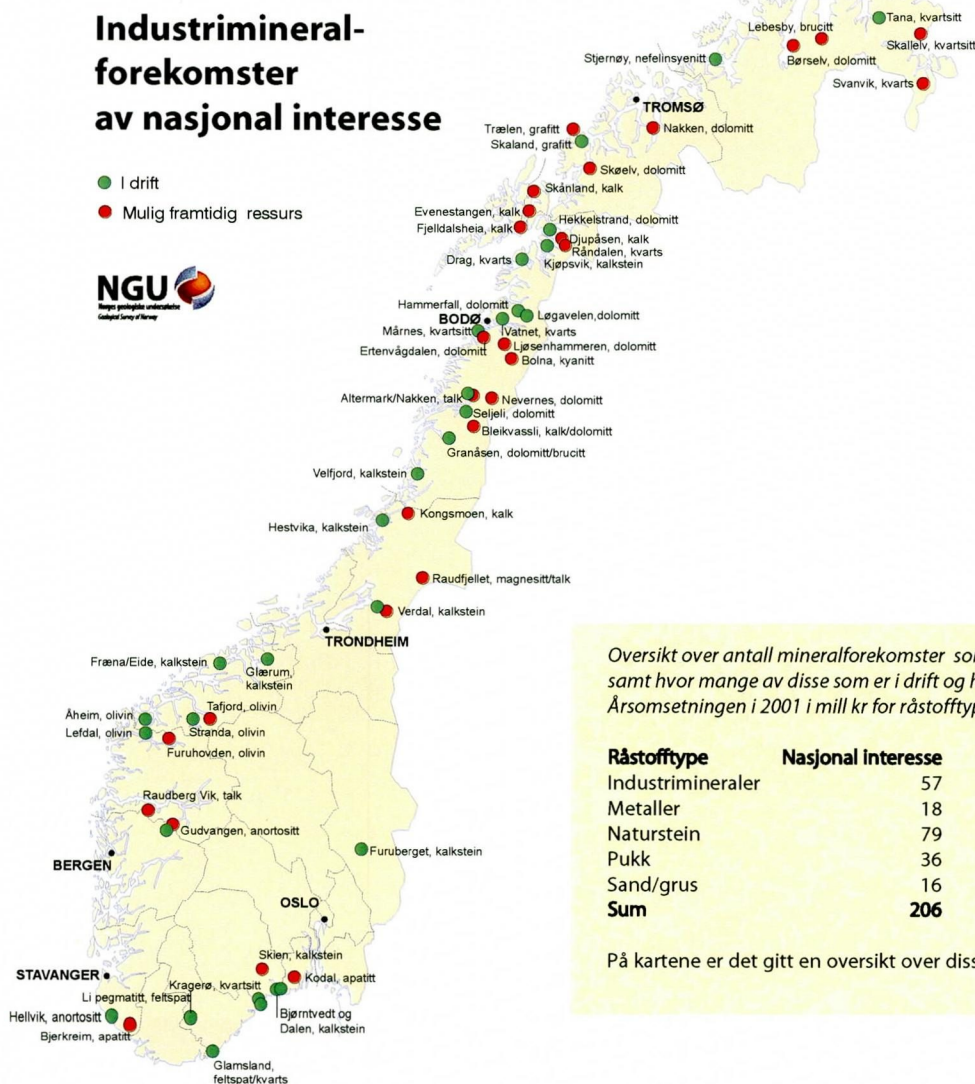 Industrimineral-
forekomster
av nasjonal interesse
I drift
Mulig framtidig ressurs
NGU
Norges geologiske undersøkelse
Geological Survey of Norway
Tana, kvartsitt
Lebesby, brucitt
Skallelv, kvartsitt
Stjernøy, nefelinsyenitt
Børselv, dolomitt
Svanvik, kvarts
TROMSØ
Trælen, grafitt
Nakken, dolomitt
Skaland, grafitt
Skøelv, dolomitt
Skånland, kalk
Evenestangen, kalk
Hekkelstrand, dolomitt
Fjelldalsheia, kalk
Djupåsen, kalk
Råndalen, kvarts
Drag, kvarts
Kjøpsvik, kalkstein
Hammerfall, dolomitt
BODØ
Løgavelen,dolomitt
Mårnes, kvartsitt
Vatnet, kvarts
Ertenvågdalen, dolomitt
Ljøsenhammeren, dolomitt
Bolna, kyanitt
Altermark/Nakken, talk
Nevernes, dolomitt
Seljeli, dolomitt
Bleikvassli, kalk/dolomitt
Granåsen, dolomitt/brucitt
Velfjord, kalkstein
Kongsmoen, kalk
Hestvika, kalkstein
Raudfjellet, magnesitt/talk
Verdal, kalkstein
TRONDHEIM
Fræna/Eide, kalkstein
Glærum,
kalkstein
Tafjord, olivin
Åheim, olivin
Lefdal, olivin
Stranda, olivin
Furuhovden, olivin
Raudberg Vik, talk
Gudvangen, anortositt
BERGEN
Furuberget, kalkstein
OSLO
Skien, kalkstein
STAVANGER
Kragerø, kvartsitt
Kodal, apatitt
Li pegmatitt, feltspat
Hellvik, anortositt
Bjørntvedt og
Dalen, kalkstein
Bjerkreim, apatitt
Glamsland,
feltspat/kvarts
Oversikt over antall mineralforekomster
samt hvor mange av disse som er i drift og
Årsomsetningen i 2001 i mill kr for
Råstofftype Nasjonal interesse
Industrimineraler 57
Metaller 18
Naturstein 79
Pukk 36
Sand/grus 16
Sum 206
På kartene er det gitt en oversikt over